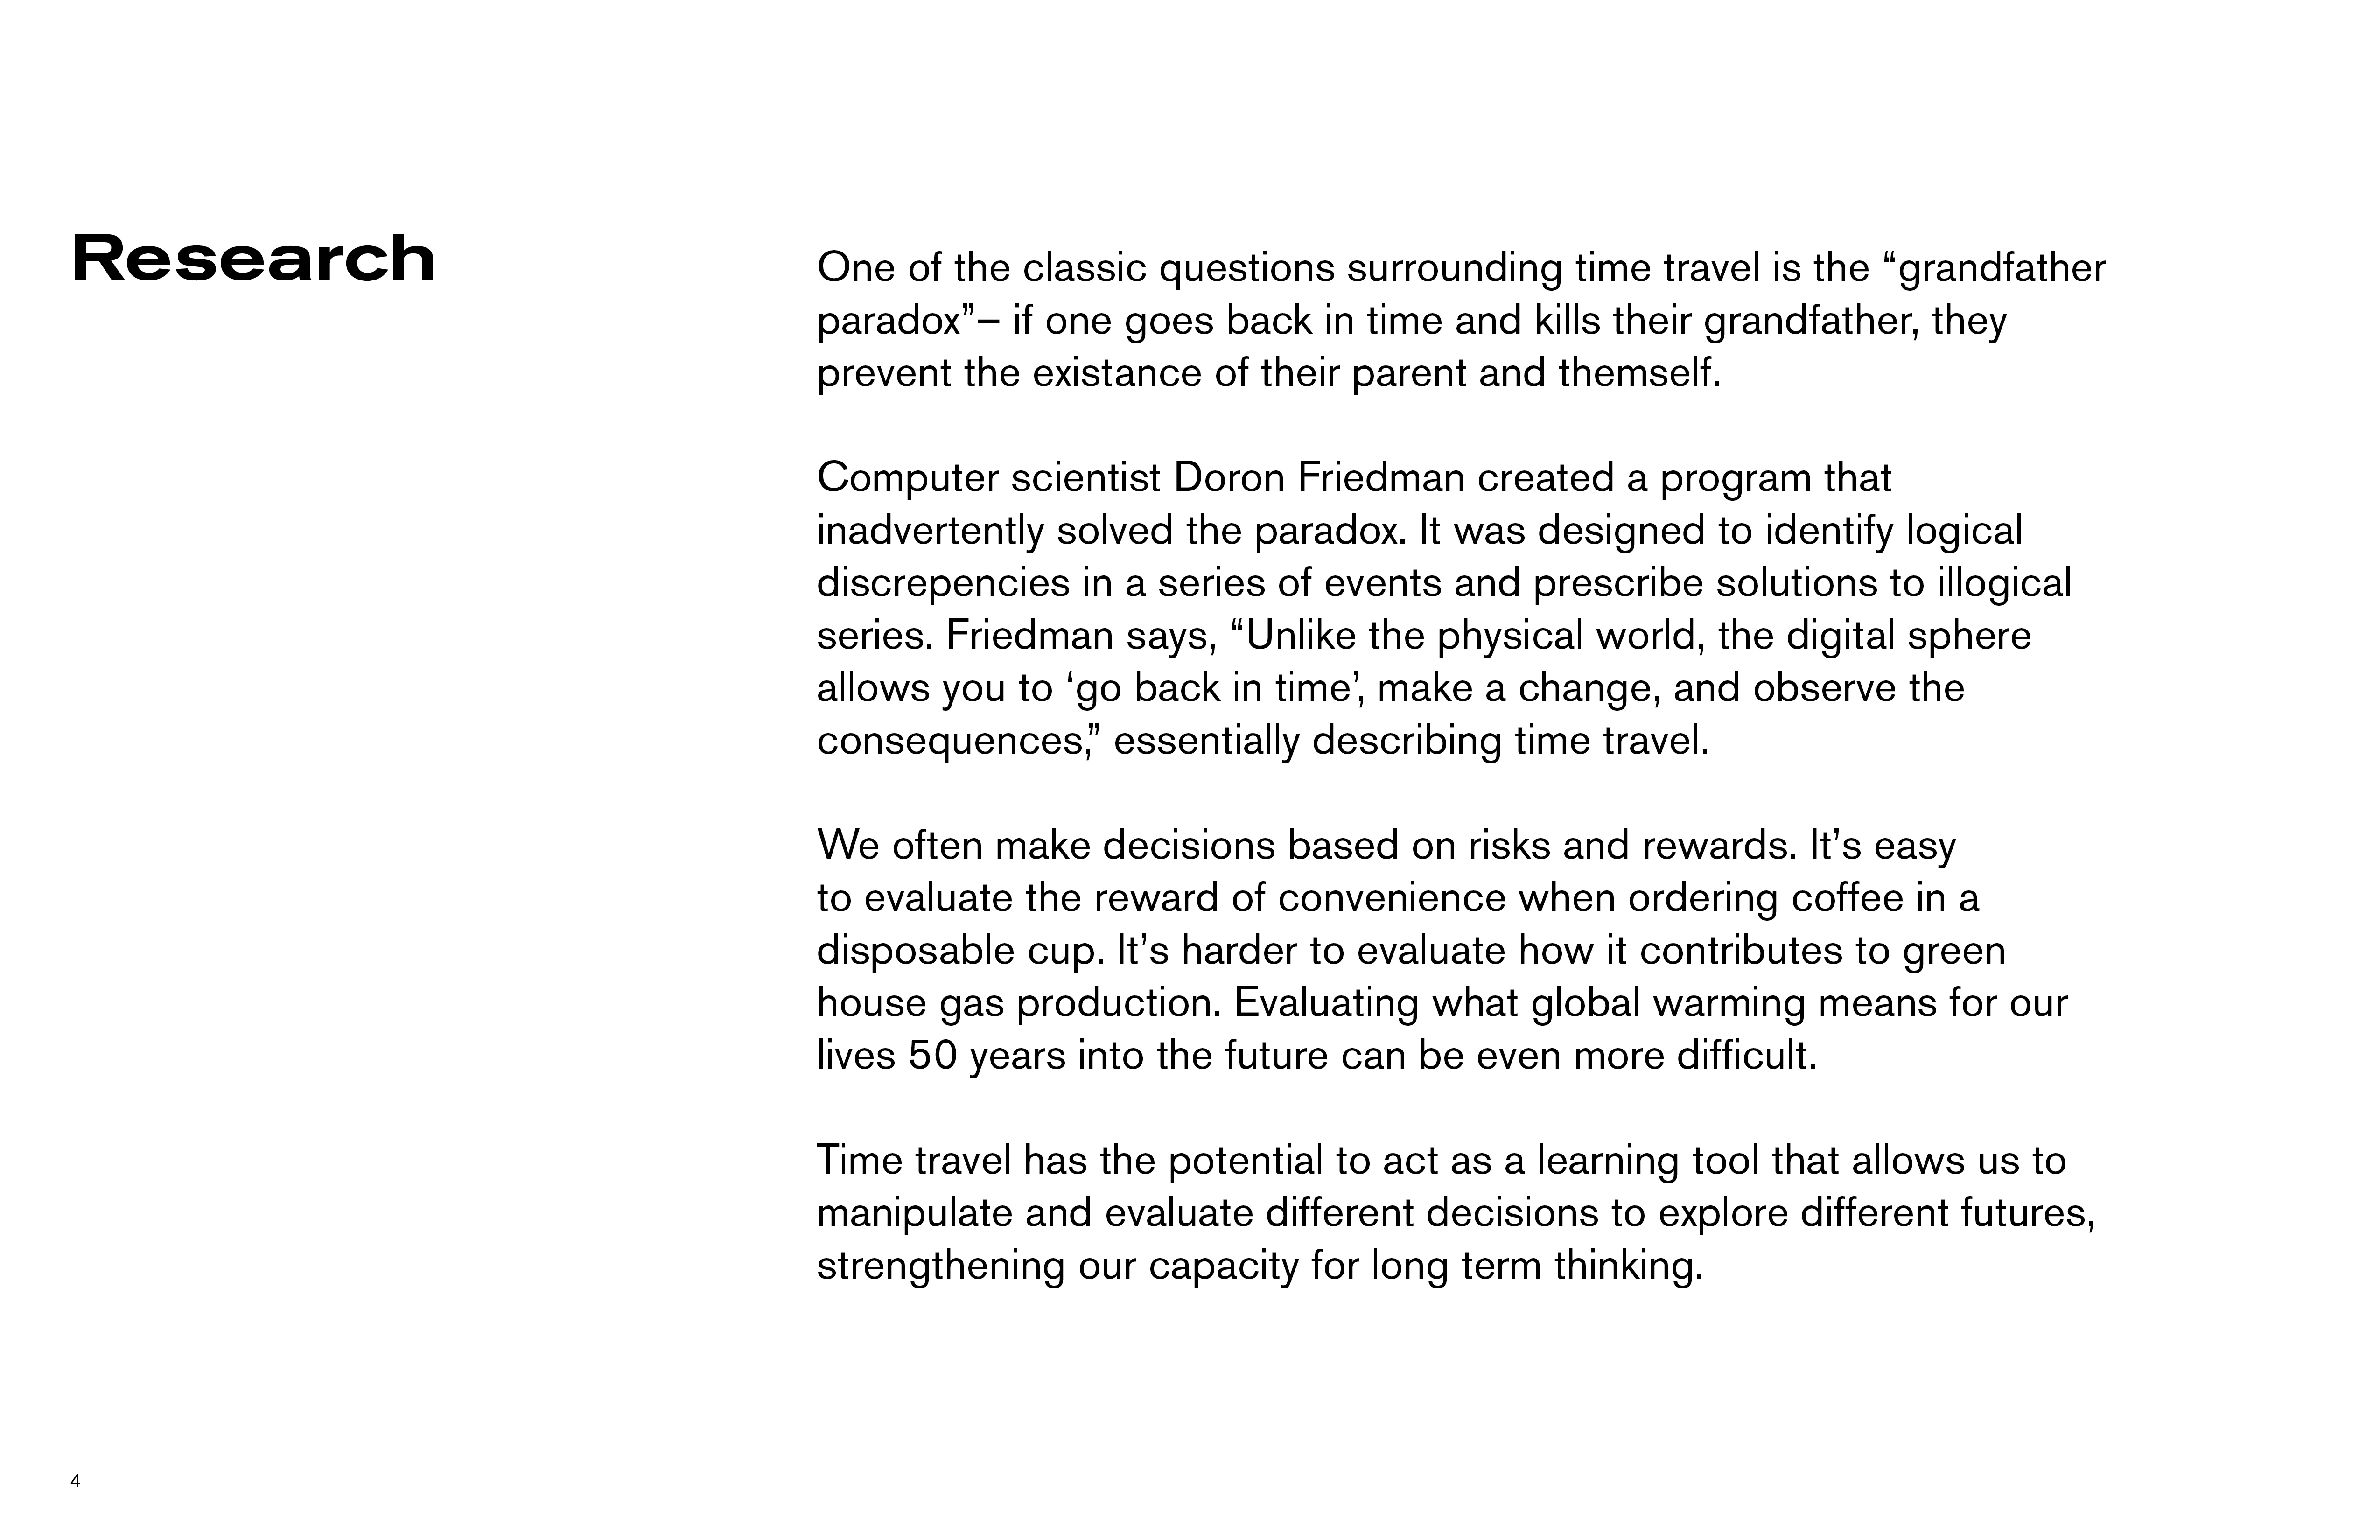 Research
One of the classic questions surrounding time travel is the “grandfather
paradox”– if one goes back in time and kills their grandfather, they
prevent the existance of their parent and themself.
Computer scientist Doron Friedman created a program that
inadvertently solved the paradox. It was designed to identify logical
discrepencies in a series of events and prescribe solutions to illogical
series. Friedman says, “Unlike the physical world, the digital sphere
allows you to ‘go back in time’, make a change, and observe the
consequences,” essentially describing time travel.
We often make decisions based on risks and rewards. It’s easy
to evaluate the reward of convenience when ordering coffee in a
disposable cup. It’s harder to evaluate how it contributes to green
house gas production. Evaluating what global warming means for our
lives 50 years into the future can be even more difficult.
Time travel has the potential to act as a learning tool that allows us to
manipulate and evaluate different decisions to explore different futures,
strengthening our capacity for long term thinking.
4